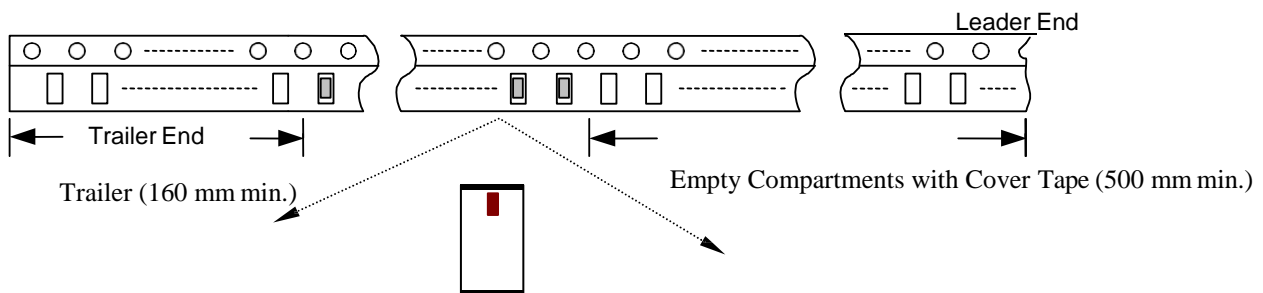 Leader End
Trailer End
Trailer (160 mm min.)
Empty Compartments with Cover Tape (500 mm min.)